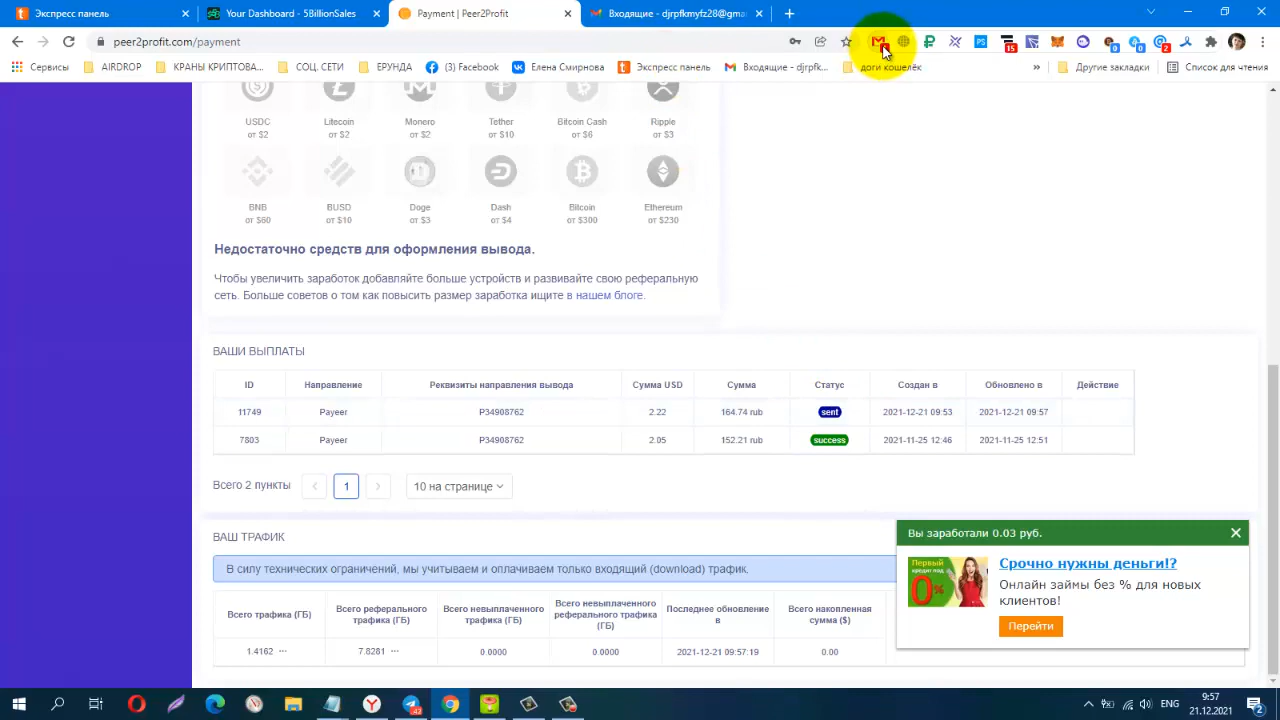 Экспресс панель
Your Dashboard - 5BillionSales
Payment | Peer2Profit
Входящие - djrpfkmyfz28@gma
peer2profit.com/payment
15
0
0
2
Сервисы
AIRDROP
КРАНЫ КРИПТОВА...
СОЦ. СЕТИ
ЕРУНДА
(3) Facebook
Елена Смирнова
Экспресс панель
Входящие - djrpfk...
доги кошелёк
»
Другие закладки
Список для чтения
USDC
от $2
Litecoin
от $2
Monero
от $2
Tether
от $10
Bitcoin Cash
от $6
Ripple
от $3
BNB
от $60
BUSD
от $10
Doge
от $3
Dash
от $4
Bitcoin
от $300
Ethereum
от $230
Недостаточно средств для оформления вывода.
Чтобы увеличить заработок добавляйте больше устройств и развивайте свою реферальную
сеть. Больше советов о том как повысить размер заработка ищите в нашем блоге.
ВАШИ ВЫПЛАТЫ
ID Направление Реквизиты направления вывода Сумма USD Сумма Статус Создан в Обновлено в Действие
11749 Payeer P34908762 2.22 164.74 rub sent 2021-12-21 09:53 2021-12-21 09:57
7803 Payeer P34908762 2.05 152.21 rub success 2021-11-25 12:46 2021-11-25 12:51
Всего 2 пункты
1
10 на странице
ВАШ ТРАФИК
В силу технических ограничений, мы учитываем и оплачиваем только входящий (download) трафик.
Всего трафика (ГБ)
Всего реферального
трафика (ГБ)
Всего невыплаченного
трафика (ГБ)
Всего невыплаченного
реферального трафика
(ГБ)
Последнее обновление
в
Всего накопленная
сумма ($)
1.4162 ··· 7.8281 ··· 0.0000 0.0000 2021-12-21 09:57:19 0.00
Вы заработали 0.03 руб.
Первый
кредит под
0%
Срочно нужны деньги!?
Онлайн займы без % для новых
клиентов!
Перейти
ENG
9:57
21.12.2021
2